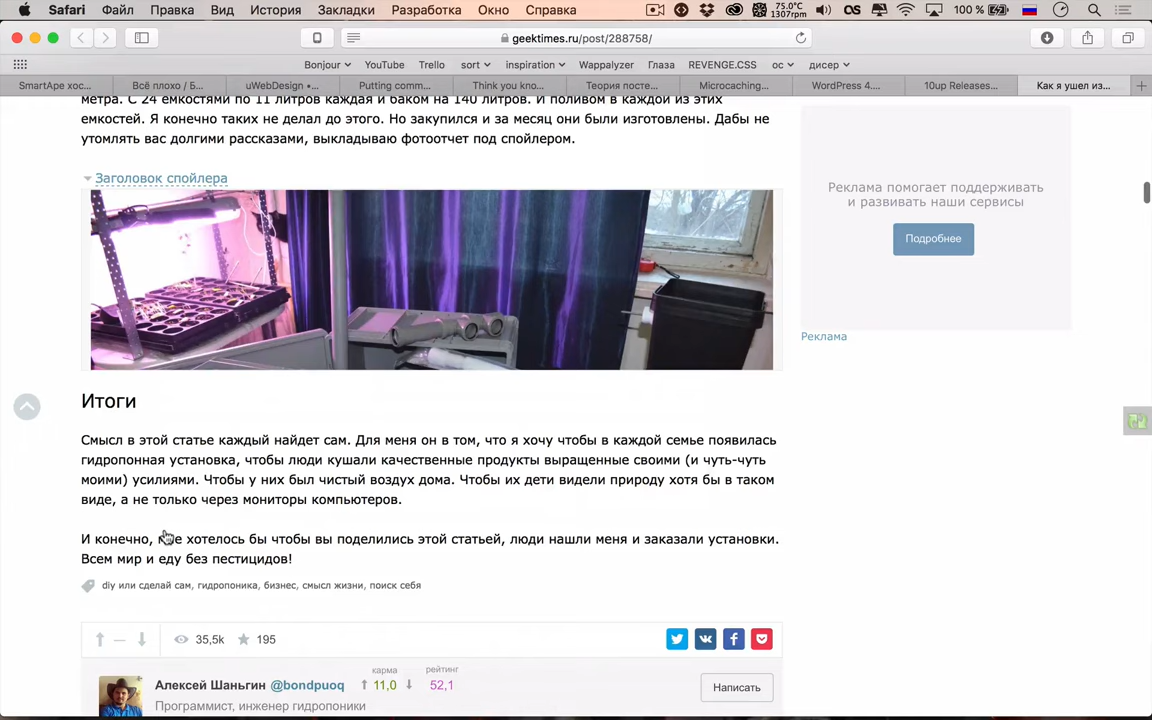 Safari Файл Правка Вид История Закладки Разработка Окно Справка 75.0°C 1307rpm 100 %
geektimes.ru/post/288758/
Bonjour YouTube Trello sort inspiration Wappalyzer Глаза REVENGE.CSS ос дисер
SmartApe хос... Всё плохо / Б... uWebDesign •... Putting comm... Think you kno... Теория посте... Microcaching... WordPress 4.... 10up Releases... Как я ушел из...
метра. С 24 емкостями по 11 литров каждая и баком на 140 литров. И поливом в каждой из этих
емкостей. Я конечно таких не делал до этого. Но закупился и за месяц они были изготовлены. Дабы не
утомлять вас долгими рассказами, выкладываю фотоотчет под спойлером.
Заголовок спойлера
Реклама помогает поддерживать
и развивать наши сервисы
Подробнее
Реклама
Итоги
Смысл в этой статье каждый найдет сам. Для меня он в том, что я хочу чтобы в каждой семье появилась
гидропонная установка, чтобы люди кушали качественные продукты выращенные своими (и чуть-чуть
моими) усилиями. Чтобы у них был чистый воздух дома. Чтобы их дети видели природу хотя бы в таком
виде, а не только через мониторы компьютеров.
И конечно, мне хотелось бы чтобы вы поделились этой статьей, люди нашли меня и заказали установки.
Всем мир и еду без пестицидов!
diy или сделай сам, гидропоника, бизнес, смысл жизни, поиск себя
35,5k 195
карма рейтинг
Алексей Шаньгин @bondpuoq 11,0 52,1
Написать
Программист, инженер гидропоники